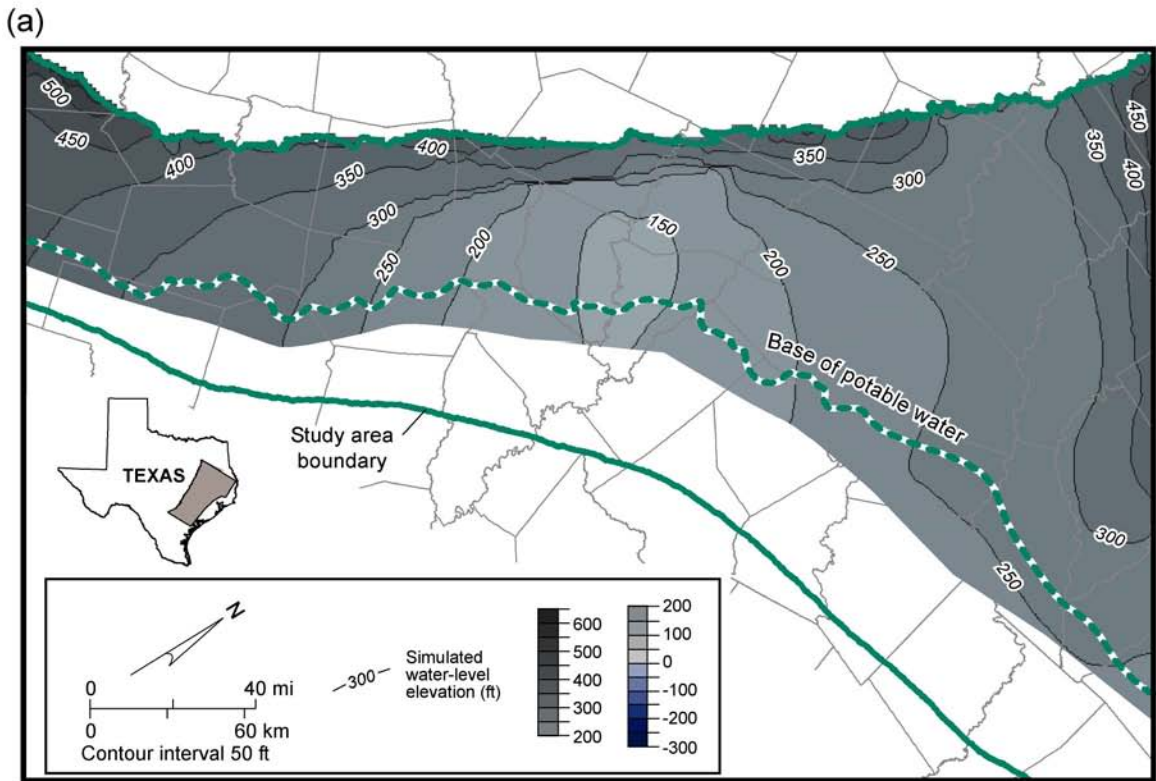 (a)
500
450
400
350
300
250
200
400
150
200
250
350
300
450
350
400
300
250
Base of potable water
Study area
boundary
TEXAS
N
0 40 mi
0 60 km
Contour interval 50 ft
300
Simulated
water-level
elevation (ft)
600
500
400
300
200
200
100
0
-100
-200
-300